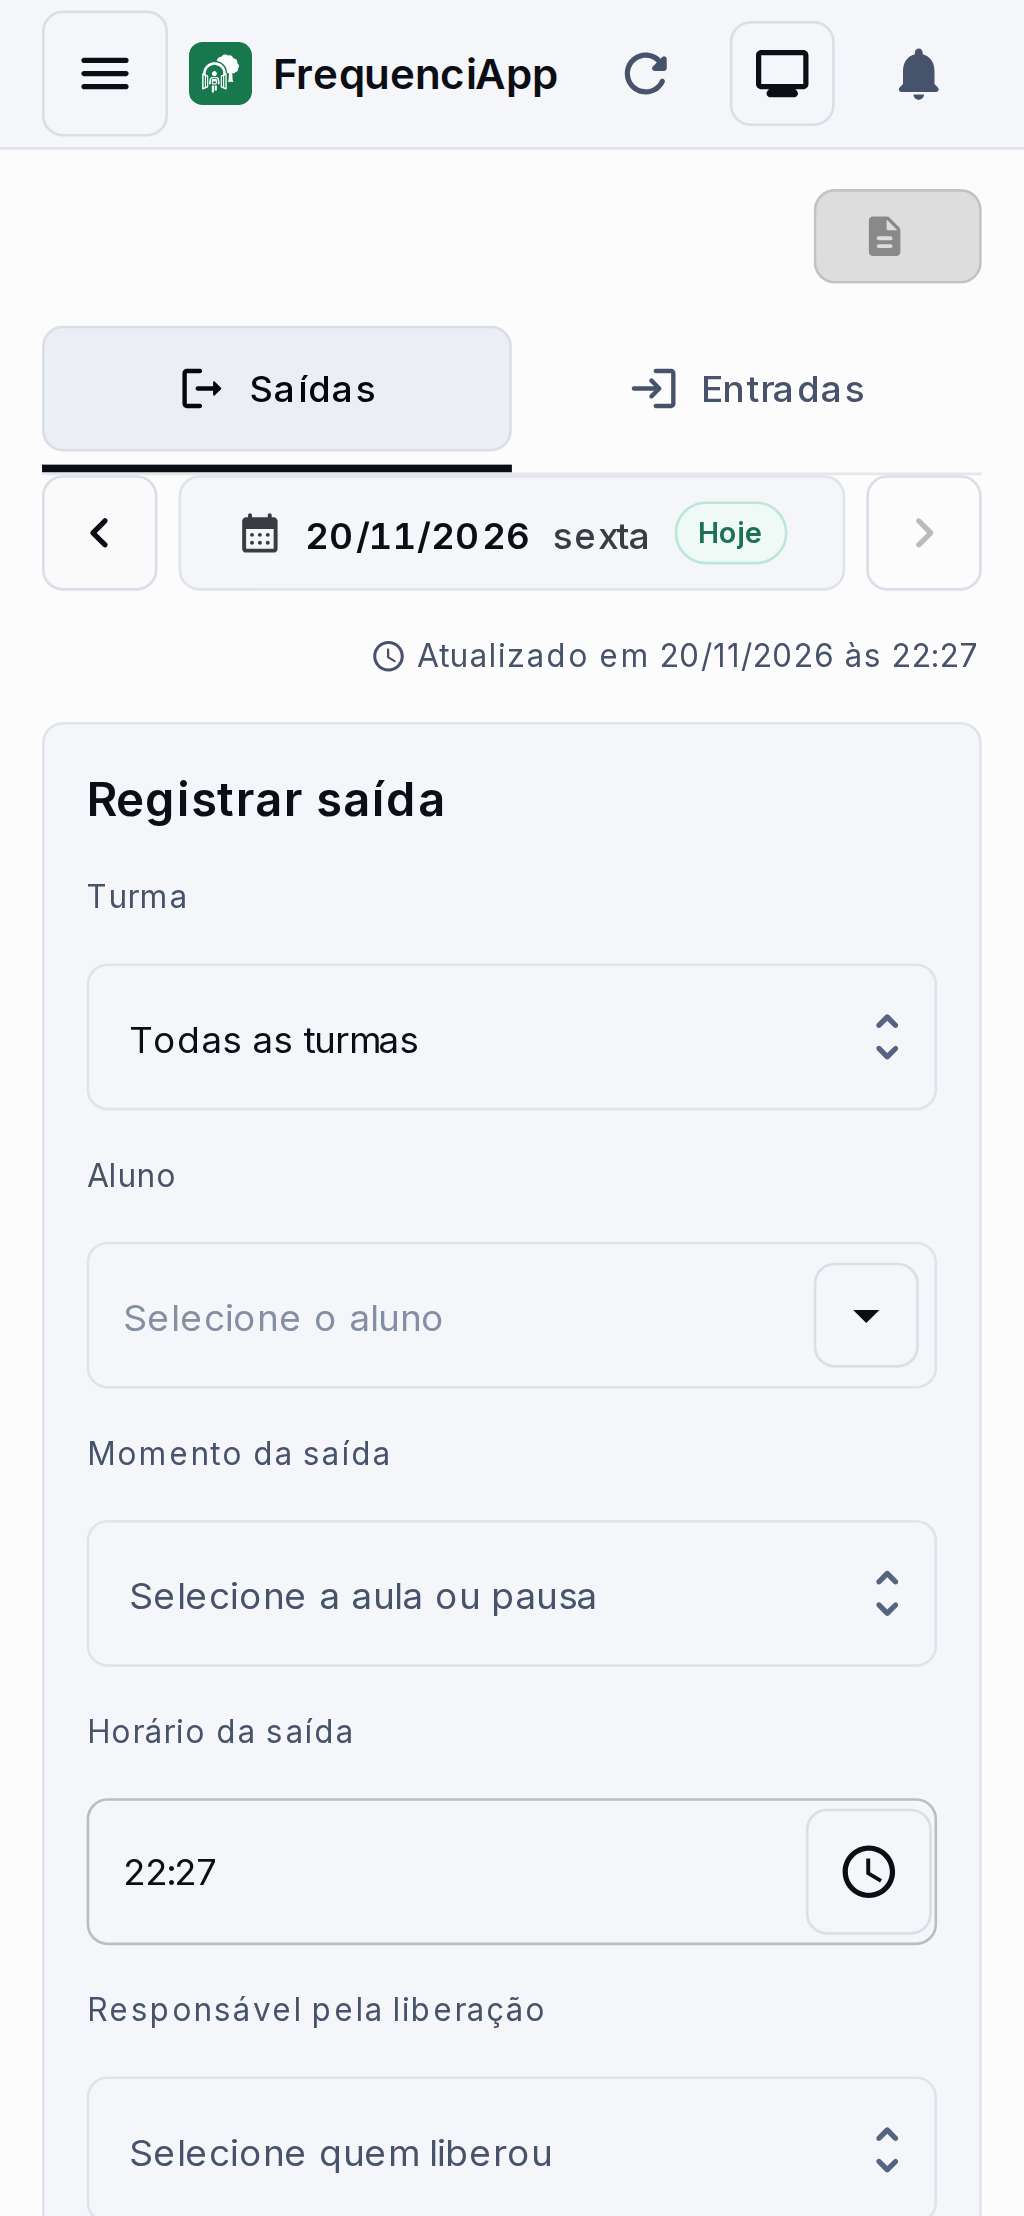 FrequenciApp
Saídas
Entradas
20/11/2026 sexta Hoje
Atualizado em 20/11/2026 às 22:27
Registrar saída
Turma
Todas as turmas
Aluno
Selecione o aluno
Momento da saída
Selecione a aula ou pausa
Horário da saída
22:27
Responsável pela liberação
Selecione quem liberou